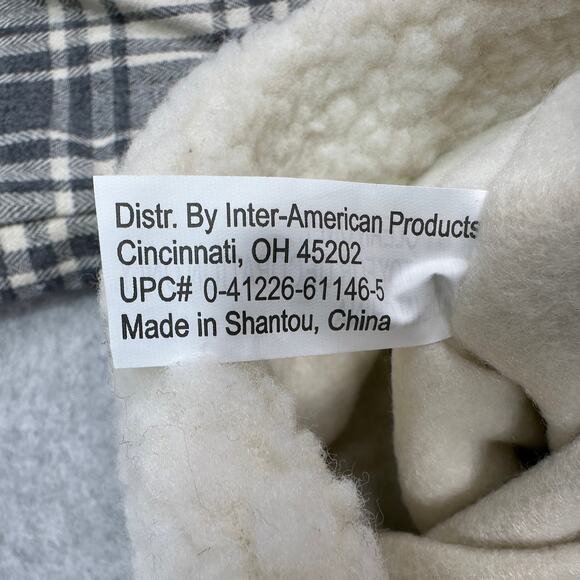 Distr. By Inter-American Products
Cincinnati, OH 45202
UPC# 0-41226-61146-5
Made in Shantou, China